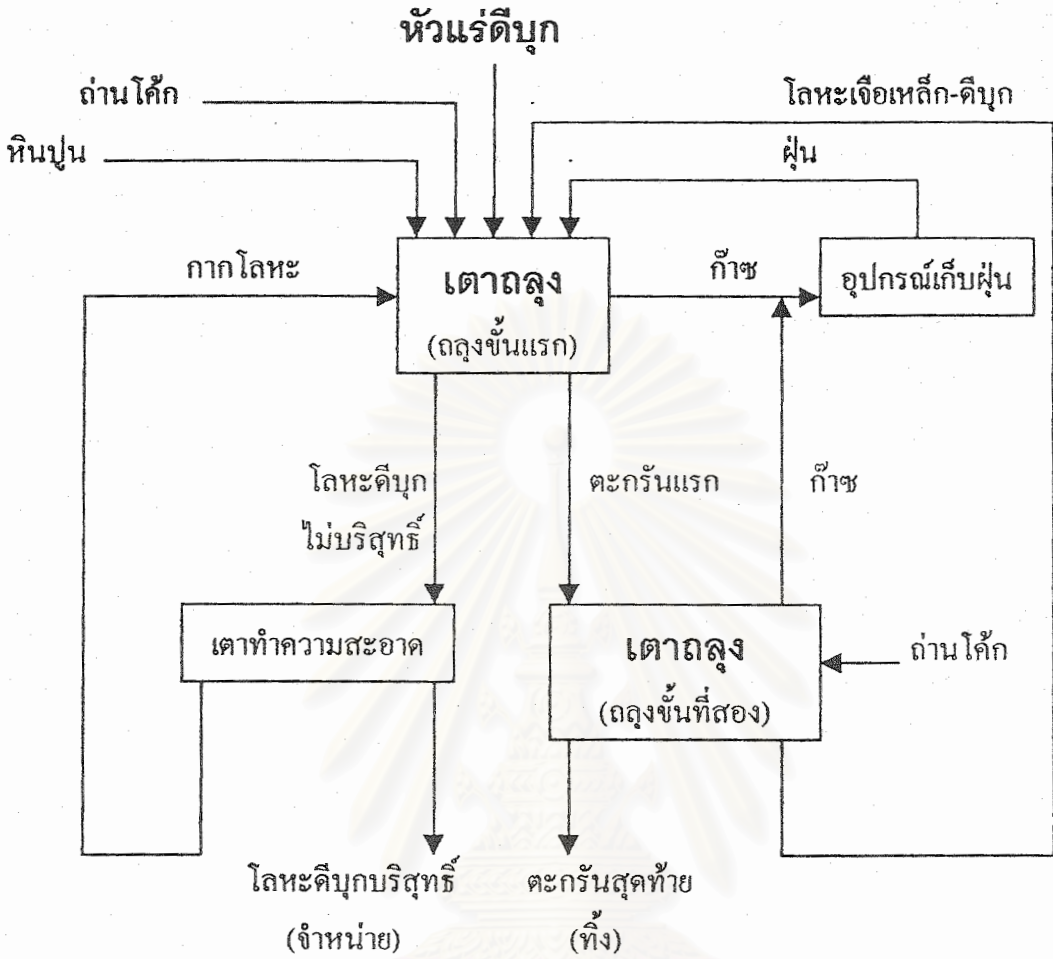 หัวแร่ดีบุก
ถ่านโค้ก
โลหะเจือเหล็ก-ดีบุก
หินปูน
ฝุ่น
กากโลหะ
เตาถลุง
(ถลุงขั้นแรก)
ก๊าซ
อุปกรณ์เก็บฝุ่น
โลหะดีบุก
ไม่บริสุทธิ์
ตะกรันแรก
ก๊าซ
เตาทำความสะอาด
เตาถลุง
(ถลุงขั้นที่สอง)
ถ่านโค้ก
โลหะดีบุกบริสุทธิ์
(จำหน่าย)
ตะกรันสุดท้าย
(ทิ้ง)